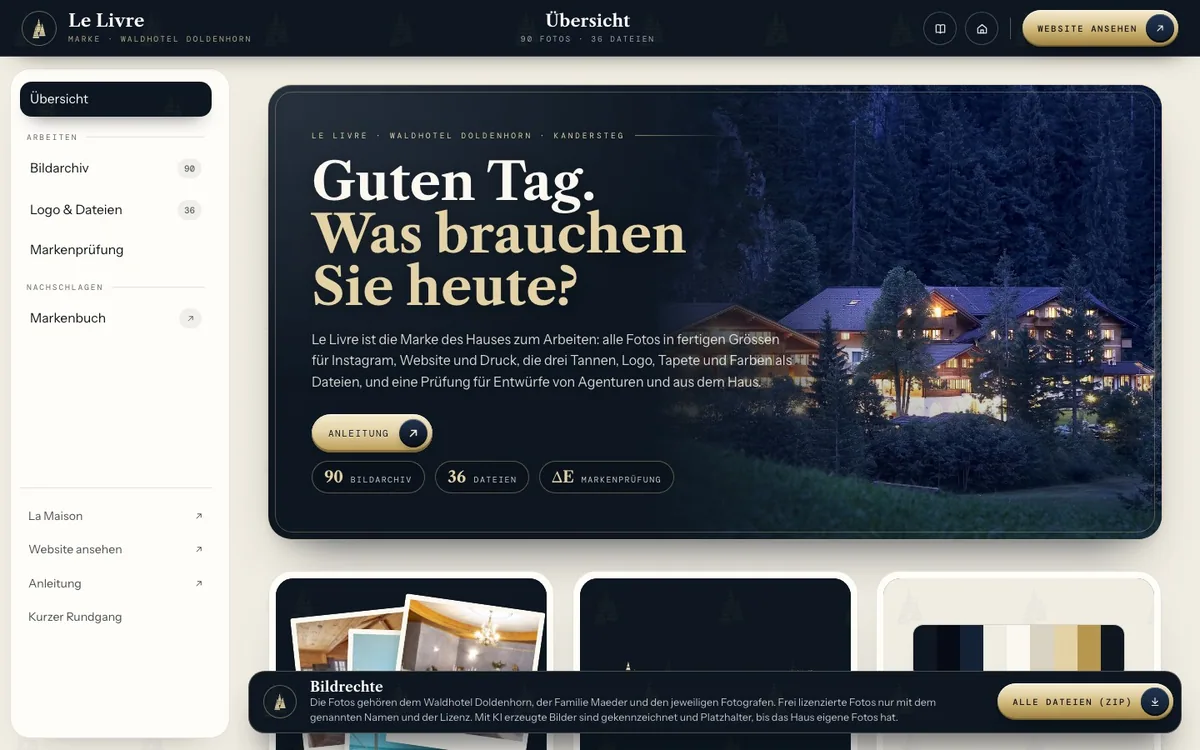 Le Livre
MARKE · WALDHOTEL DOLDENHORN
Übersicht
90 FOTOS · 36 DATEIEN
WEBSITE ANSEHEN
Übersicht
ARBEITEN
Bildarchiv 90
Logo & Dateien 36
Markenprüfung
NACHSCHLAGEN
Markenbuch
La Maison
Website ansehen
Anleitung
Kurzer Rundgang
LE LIVRE · WALDHOTEL DOLDENHORN · KANDERSTEG
Guten Tag.
Was brauchen
Sie heute?
Le Livre ist die Marke des Hauses zum Arbeiten: alle Fotos in fertigen Grössen
für Instagram, Website und Druck, die drei Tannen, Logo, Tapete und Farben als
Dateien, und eine Prüfung für Entwürfe von Agenturen und aus dem Haus.
ANLEITUNG
90 BILDARCHIV
36 DATEIEN
ΔE MARKENPRÜFUNG
Bildrechte
Die Fotos gehören dem Waldhotel Doldenhorn, der Familie Maeder und den jeweiligen Fotografen. Frei lizenzierte Fotos nur mit dem
genannten Namen und der Lizenz. Mit KI erzeugte Bilder sind gekennzeichnet und Platzhalter, bis das Haus eigene Fotos hat.
ALLE DATEIEN (ZIP)